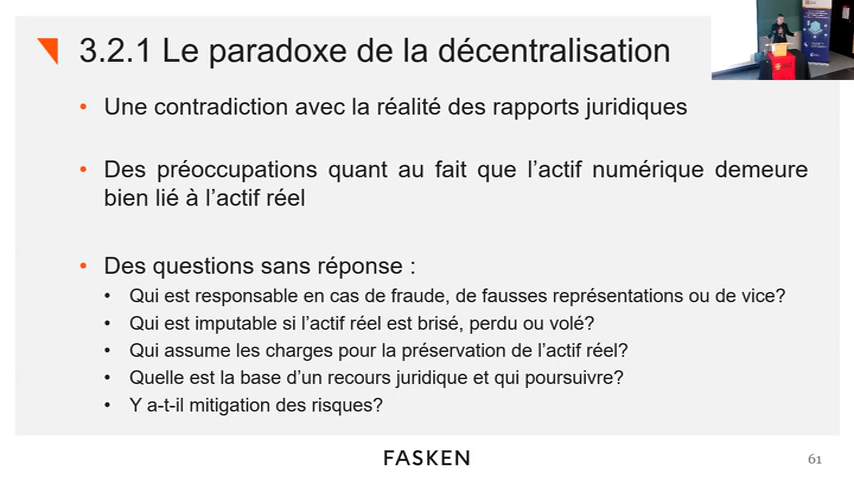 3.2.1 Le paradoxe de la décentralisation
• Une contradiction avec la réalité des rapports juridiques
• Des préoccupations quant au fait que l’actif numérique demeure
bien lié à l’actif réel
• Des questions sans réponse :
• Qui est responsable en cas de fraude, de fausses représentations ou de vice?
• Qui est imputable si l’actif réel est brisé, perdu ou volé?
• Qui assume les charges pour la préservation de l’actif réel?
• Quelle est la base d’un recours juridique et qui poursuivre?
• Y a-t-il mitigation des risques?
FASKEN
61